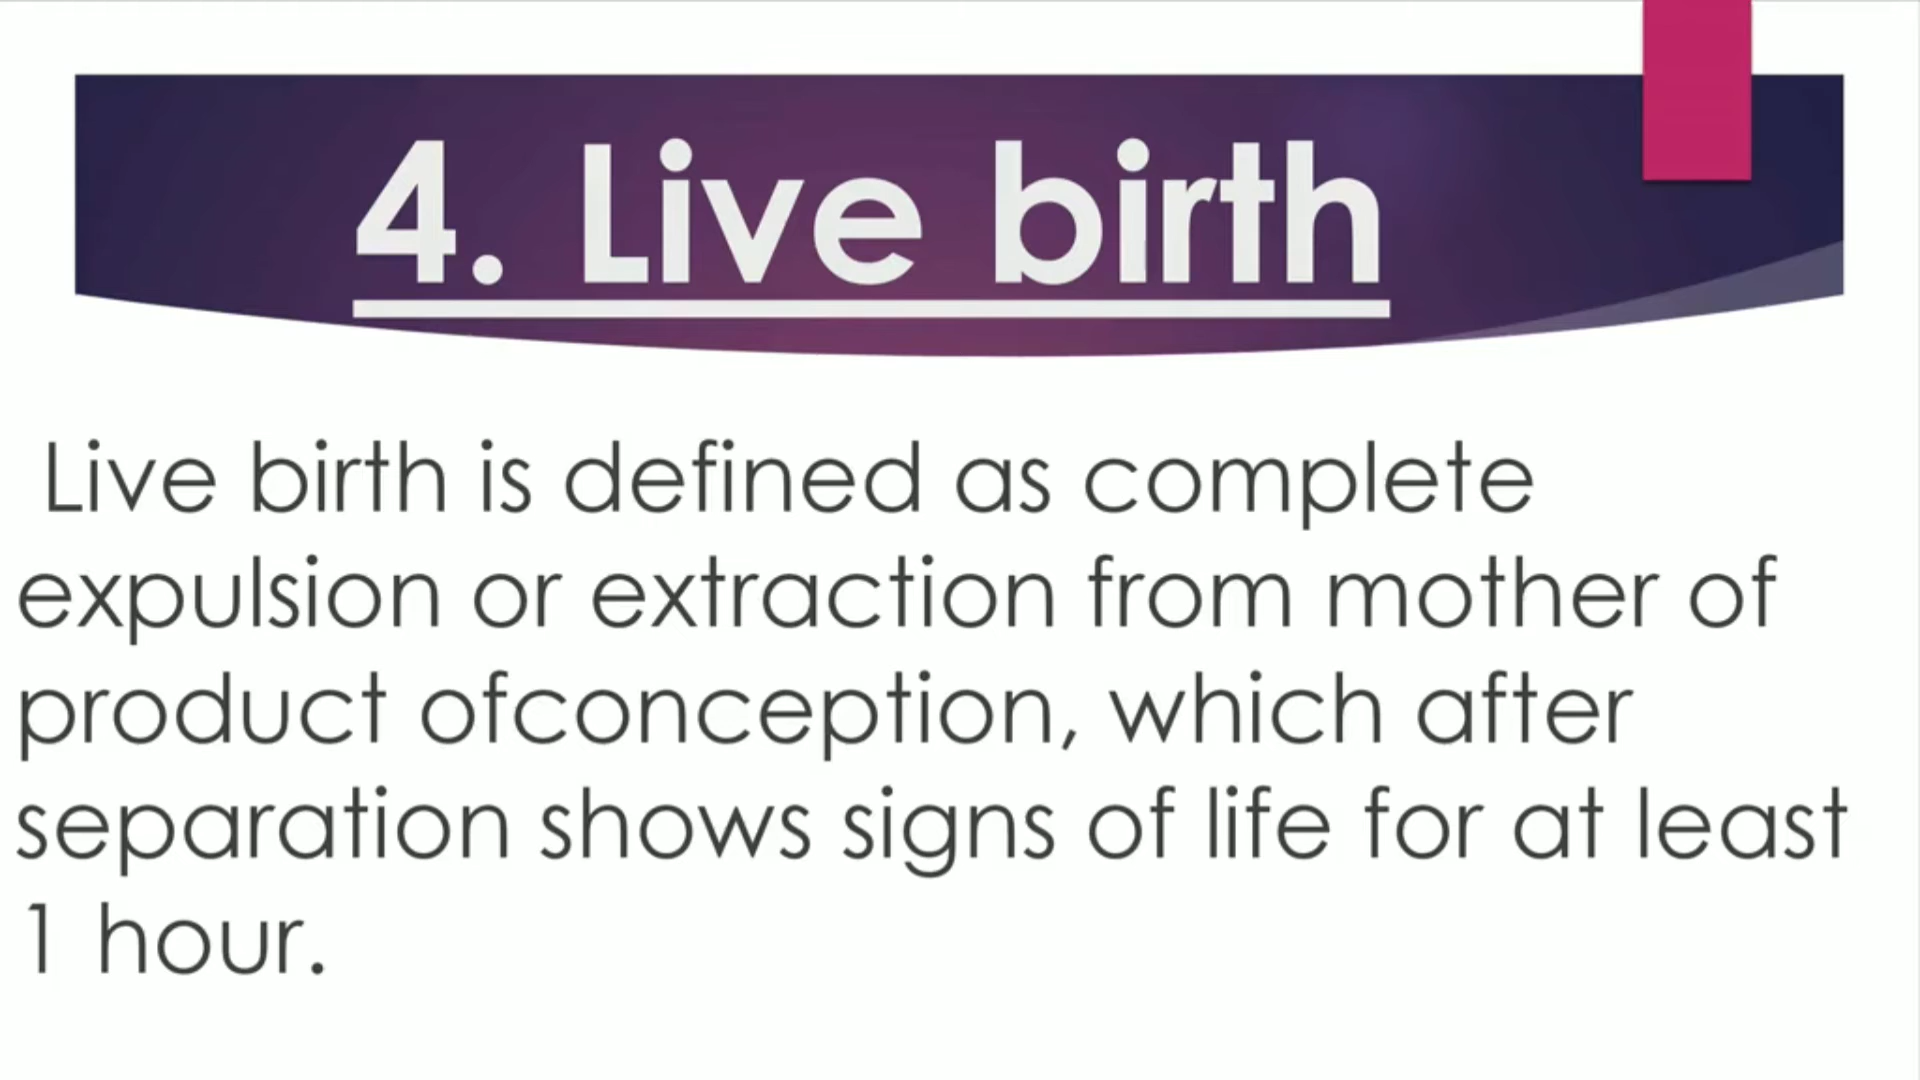 4. Live birth
Live birth is defined as complete
expulsion or extraction from mother of
product ofconception, which after
separation shows signs of life for at least
1 hour.